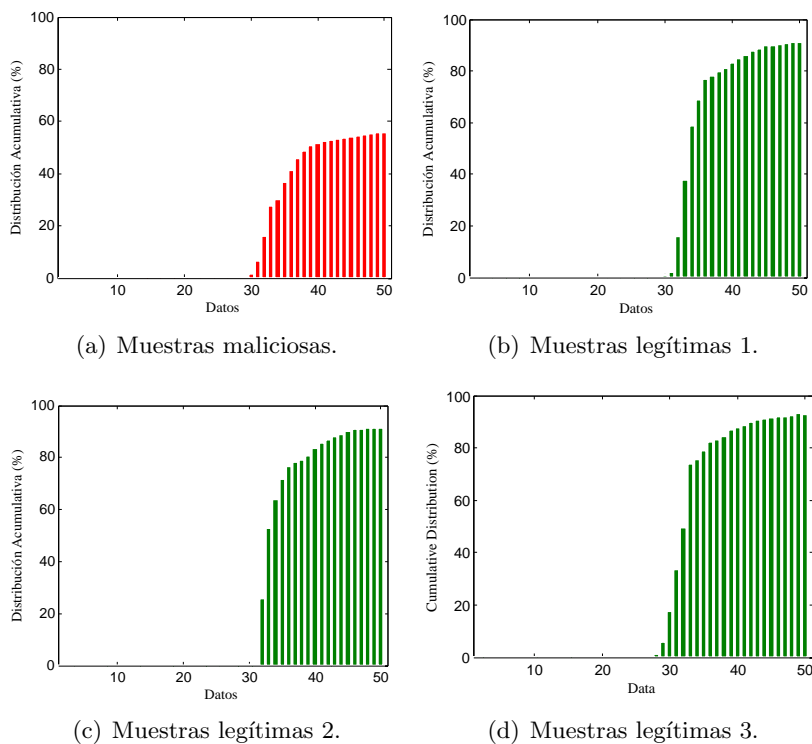 100
80
60
40
20
0
Distribución Acumulativa (%)
10 20 30 40 50
Datos
(a) Muestras maliciosas.
100
80
60
40
20
0
Distribución Acumulativa (%)
10 20 30 40 50
Datos
(b) Muestras legítimas 1.
100
80
60
40
20
0
Distribución Acumulativa (%)
10 20 30 40 50
Datos
(c) Muestras legítimas 2.
100
80
60
40
20
0
Cumulative Distribution (%)
10 20 30 40 50
Data
(d) Muestras legítimas 3.